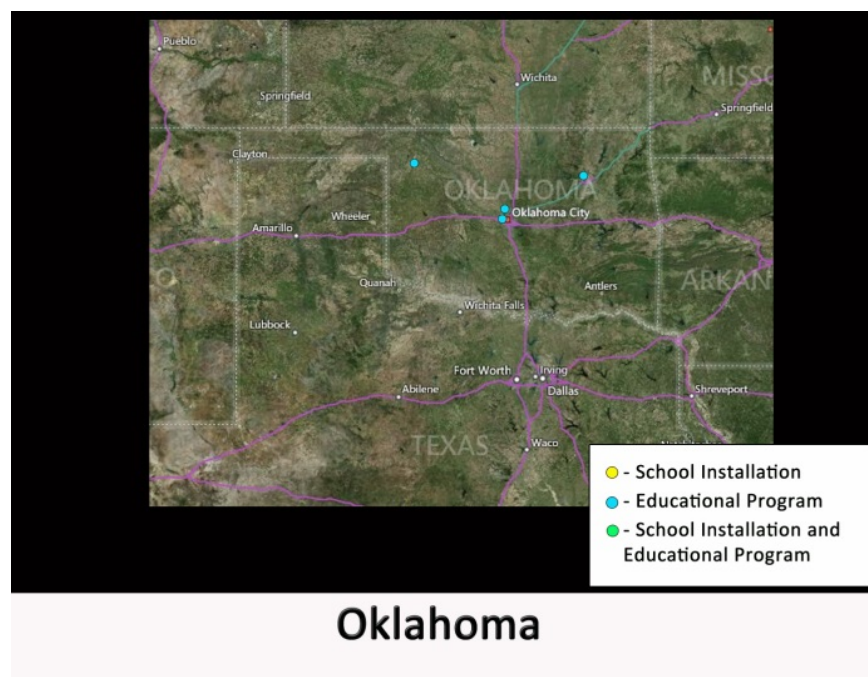 Pueblo
Wichita
MISSO
Springfield
Springfield
Clayton
OKLAHOMA
Oklahoma City
Wheeler
Amarillo
Quanah
Antlers
ARKAN
Wichita Falls
Lubbock
Fort Worth
Irving
Dallas
Abilene
Shreveport
TEXAS
Waco
- School Installation
- Educational Program
- School Installation and
Educational Program
Oklahoma